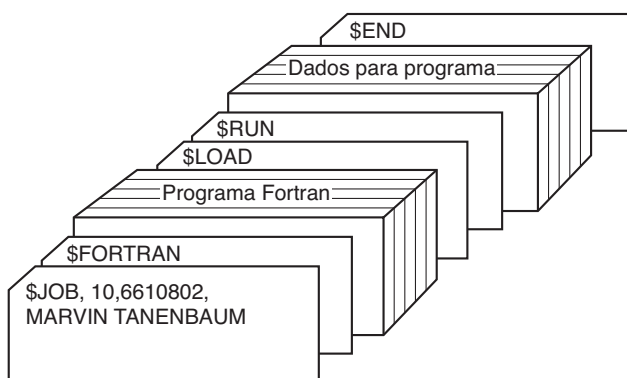 $END
Dados para programa
$RUN
$LOAD
Programa Fortran
$FORTRAN
$JOB, 10,6610802,
MARVIN TANENBAUM